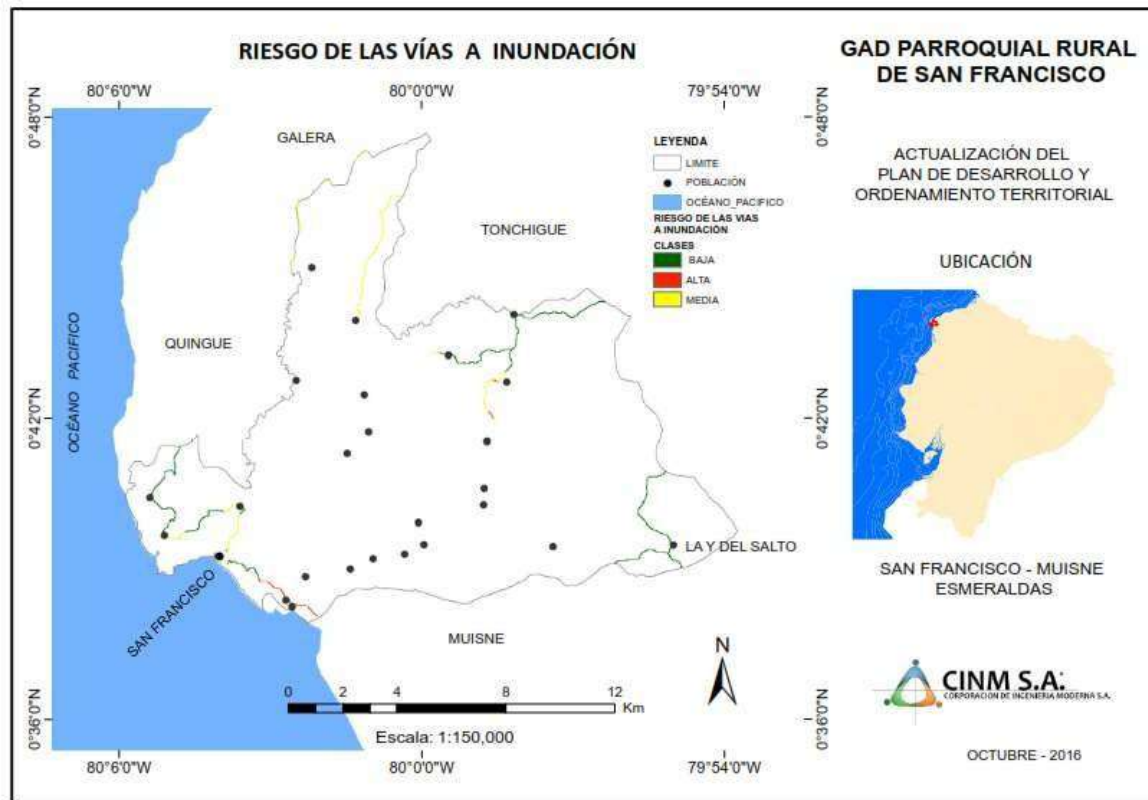 RIESGO DE LAS VÍAS A INUNDACIÓN
80°6'0"W
80°0'0"W
79°54'0"W
0°48'0"N
0°48'0"N
GALERA
TONCHIGUE
QUINGUE
OCÉANO PACIFICO
0°42'0"N
0°42'0"N
LA Y DEL SALTO
SAN FRANCISCO
MUISNE
LEYENDA
LIMITE
POBLACIÓN
OCÉANO_PACIFICO
RIESGO DE LAS VIAS
A INUNDACIÓN
CLASES
BAJA
ALTA
MEDIA
N
0 2 4 8 12
Km
Escala: 1:150,000
0°36'0"N
0°36'0"N
80°6'0"W
80°0'0"W
79°54'0"W
GAD PARROQUIAL RURAL
DE SAN FRANCISCO
ACTUALIZACIÓN DEL
PLAN DE DESARROLLO Y
ORDENAMIENTO TERRITORIAL
UBICACIÓN
SAN FRANCISCO - MUISNE
ESMERALDAS
CINM S.A.
CORPORACION DE INGENIERIA MODERNA S.A.
OCTUBRE - 2016